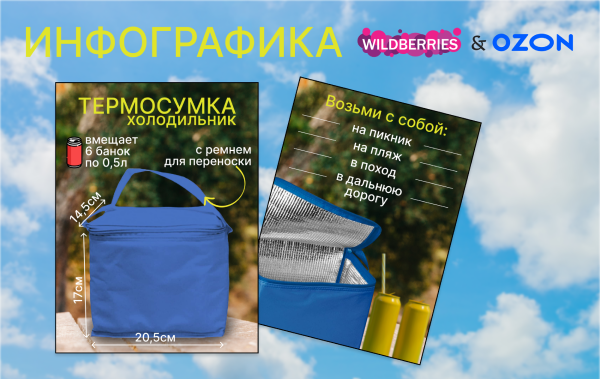 ИНФОГРАФИКА
WILDBERRIES & OZON
ТЕРМОСУМКА
ХОЛОДИЛЬНИК
вмещает
6 банок
по 0,5л
с ремнем
для переноски
14,5см
17см
20,5см
Возьми с собой:
на пикник
на пляж
в поход
в дальнюю
дорогу